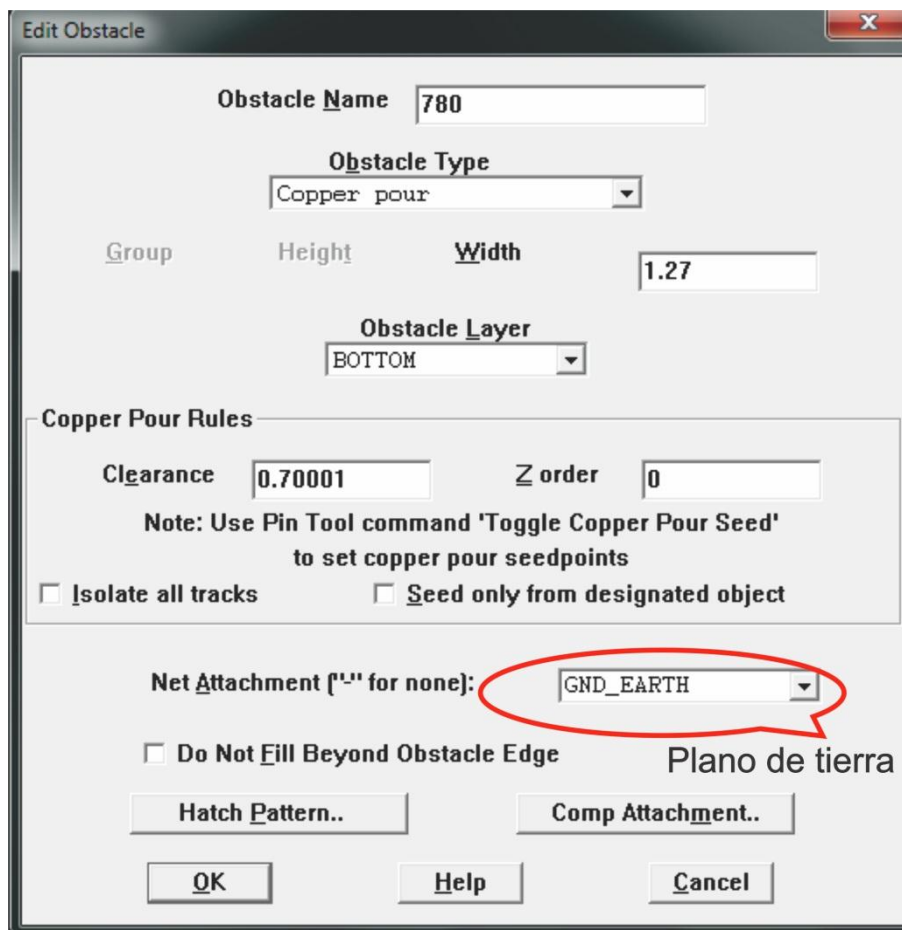 Edit Obstacle
x
Obstacle Name 780
Obstacle Type
Copper pour
Group Height Width 1.27
Obstacle Layer
BOTTOM
Copper Pour Rules
Clearance 0.70001 Z order 0
Note: Use Pin Tool command 'Toggle Copper Pour Seed'
to set copper pour seedpoints
Isolate all tracks Seed only from designated object
Net Attachment ("-" for none): GND_EARTH
Do Not Fill Beyond Obstacle Edge
Plano de tierra
Hatch Pattern.. Comp Attachment..
OK Help Cancel